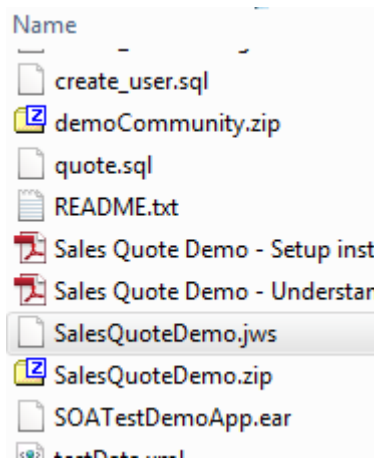 Name
create_user.sql
demoCommunity.zip
quote.sql
README.txt
Sales Quote Demo - Setup inst
Sales Quote Demo - Understar
SalesQuoteDemo.jws
SalesQuoteDemo.zip
SOATestDemoApp.ear